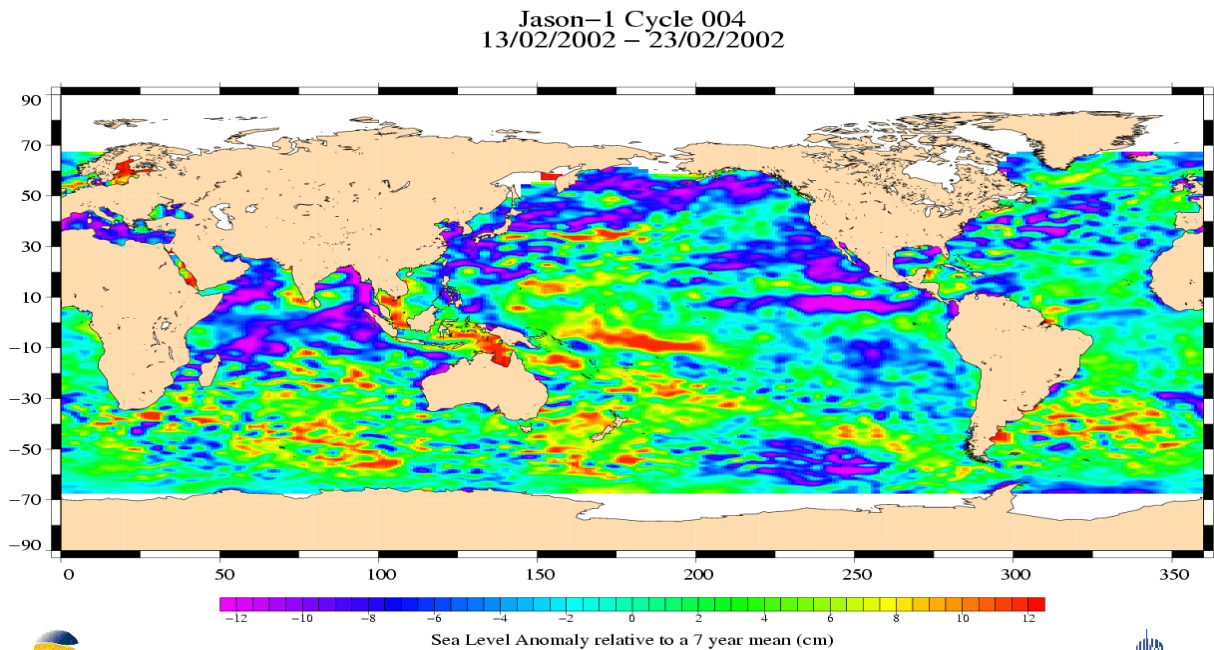 Jason−1 Cycle 004
13/02/2002 − 23/02/2002
90
70
50
30
10
−10
−30
−50
−70
−90
0 50 100 150 200 250 300 350
−12 −10 −8 −6 −4 −2 0 2 4 6 8 10 12
Sea Level Anomaly relative to a 7 year mean (cm)